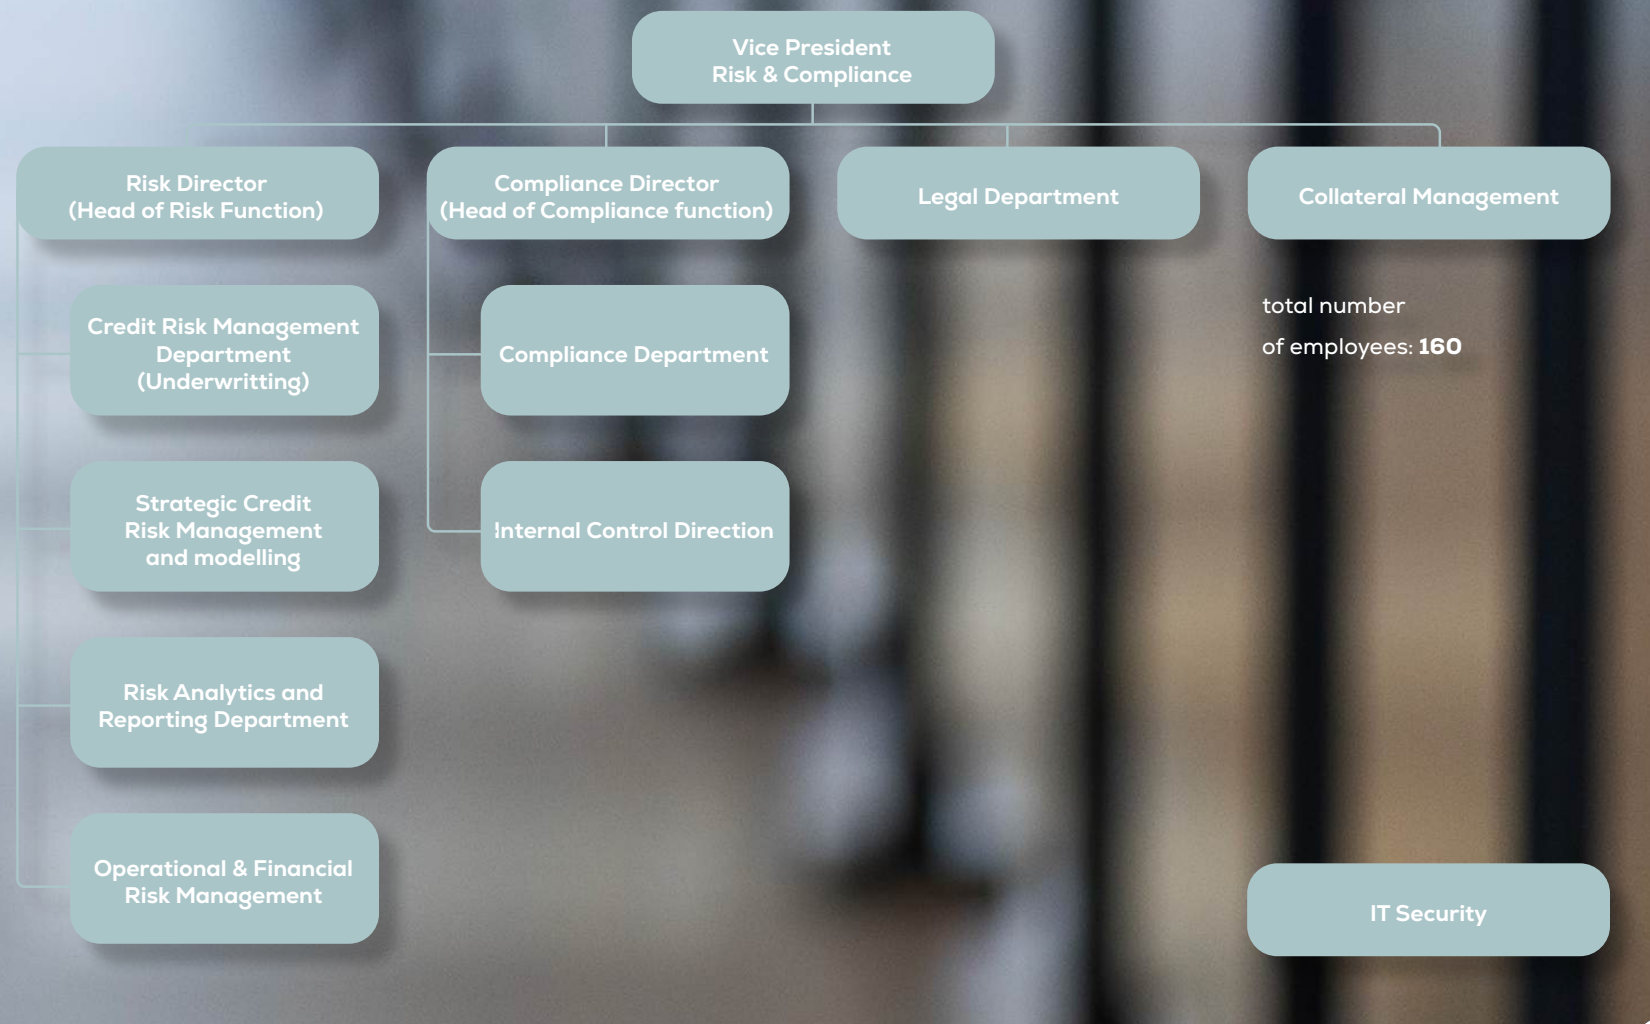 Vice President
Risk & Compliance
Risk Director
(Head of Risk Function)
Compliance Director
(Head of Compliance function)
Legal Department
Collateral Management
total number
of employees: 160
Credit Risk Management
Department
(Underwritting)
Compliance Department
Strategic Credit
Risk Management
and modelling
Internal Control Direction
Risk Analytics and
Reporting Department
Operational & Financial
Risk Management
IT Security